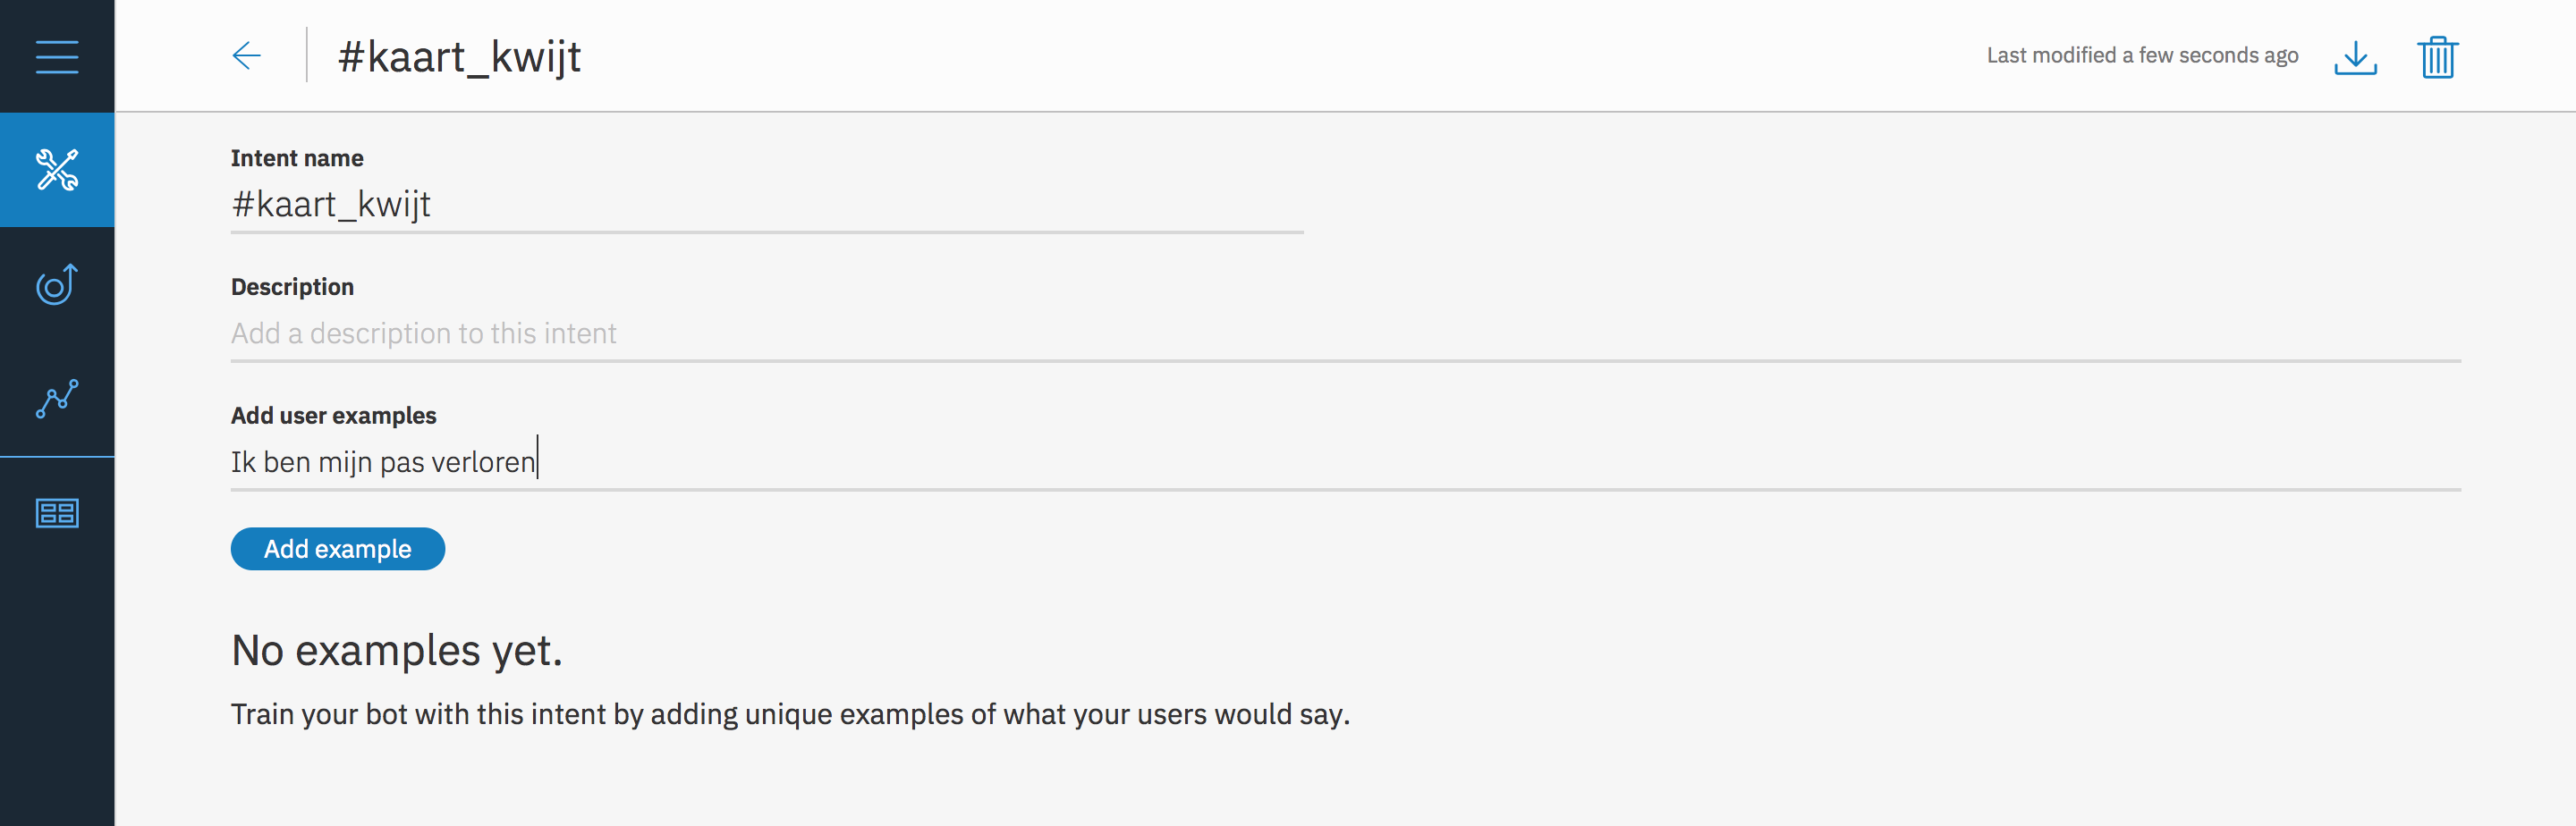 #kaart_kwijt
Last modified a few seconds ago
Intent name
#kaart_kwijt
Description
Add a description to this intent
Add user examples
Ik ben mijn pas verloren
Add example
No examples yet.
Train your bot with this intent by adding unique examples of what your users would say.